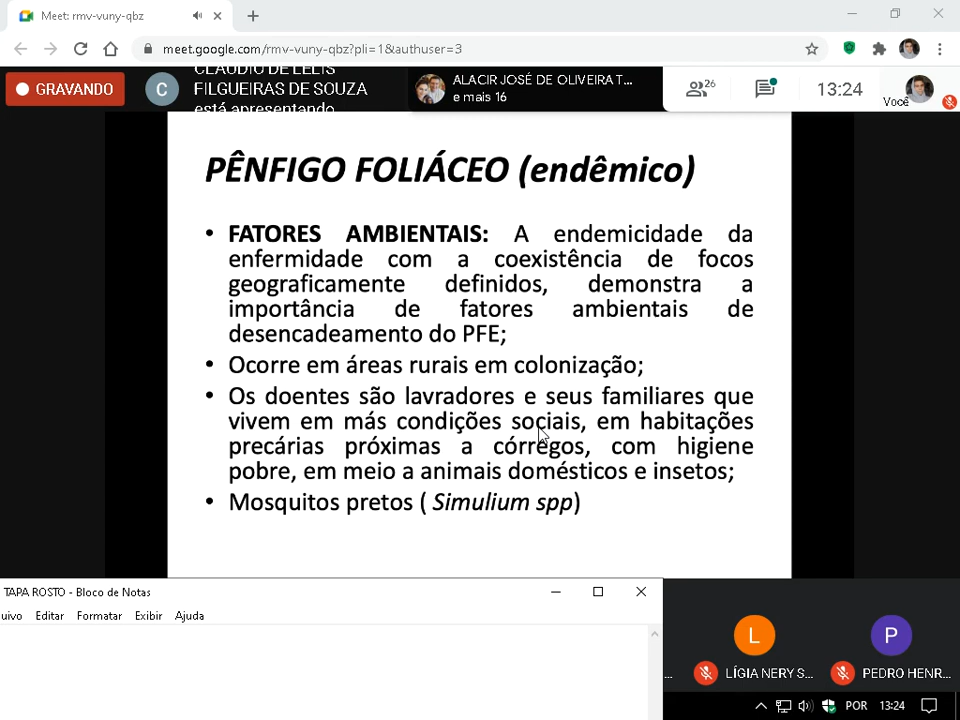 Meet: rmv-vuny-qbz
meet.google.com/rmv-vuny-qbz?pli=1&authuser=3
GRAVANDO
C
CLAUDIO DE LELIS
FILGUEIRAS DE SOUZA
está apresentando
ALACIR JOSÉ DE OLIVEIRA T...
e mais 16
26
13:24
Você
PÊNFIGO FOLIÁCEO (endêmico)
• FATORES AMBIENTAIS: A endemicidade da
enfermidade com a coexistência de focos
geograficamente definidos, demonstra a
importância de fatores ambientais de
desencadeamento do PFE;
• Ocorre em áreas rurais em colonização;
• Os doentes são lavradores e seus familiares que
vivem em más condições sociais, em habitações
precárias próximas a córregos, com higiene
pobre, em meio a animais domésticos e insetos;
• Mosquitos pretos ( Simulium spp)
TAPA ROSTO - Bloco de Notas
uivo Editar Formatar Exibir Ajuda
L
P
... LÍGIA NERY S... PEDRO HENR...
POR 13:24